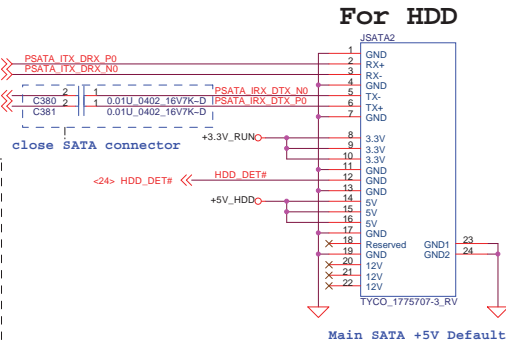 For HDD
JSATA2
1 GND
PSATA_ITX_DRX_P0 2 RX+
PSATA_ITX_DRX_N0 3 RX-
4 GND
2 1 PSATA_IRX_DTX_N0 5 TX-
C380 2 1 0.01U_0402_16V7K~D PSATA_IRX_DTX_P0 6 TX+
C381 0.01U_0402_16V7K~D 7 GND
close SATA connector
+3.3V_RUN 8 3.3V
9 3.3V
10 3.3V
11 GND
<24> HDD_DET# HDD_DET# 12 GND
13 GND
+5V_HDD 14 5V
15 5V
16 5V
17 GND
18 Reserved GND1 23
19 GND GND2 24
20 12V
21 12V
22 12V
TYCO_1775707-3_RV
Main SATA +5V Default